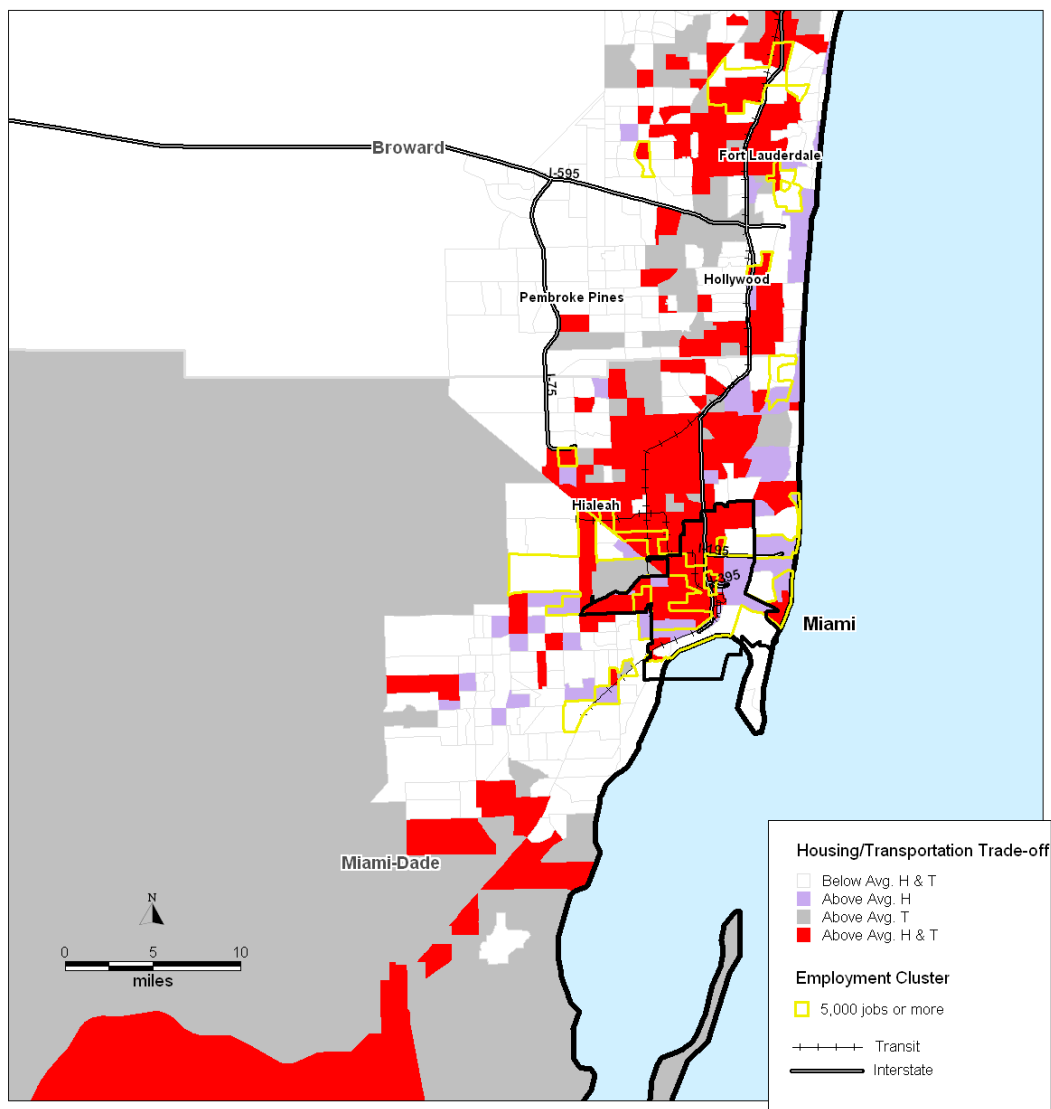 Broward
I-595
Fort Lauderdale
Hollywood
Pembroke Pines
I-75
Hialeah
I-195
Miami
Miami-Dade
N
0 5 10
miles
Housing/Transportation Trade-off
Below Avg. H & T
Above Avg. H
Above Avg. T
Above Avg. H & T
Employment Cluster
5,000 jobs or more
Transit
Interstate